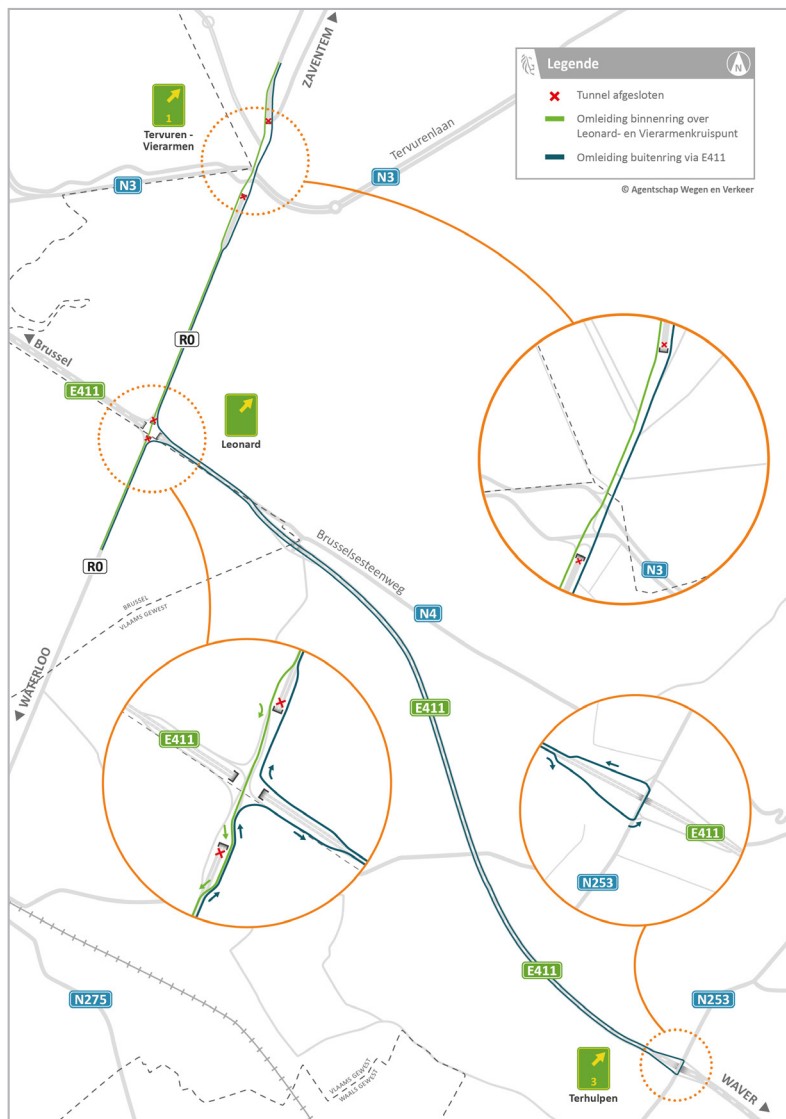 ZAVENTEM
Legende
N
Tunnel afgesloten
Omleiding binnenring over
Leonard- en Vierarmenkruispunt
Omleiding buitenring via E411
© Agentschap Wegen en Verkeer
1
Tervuren -
Vierarmen
Tervurenlaan
N3
N3
R0
Brussel
E411
Leonard
R0
Brusselsesteenweg
N3
BRUSSEL
VLAAMS GEWEST
N4
WATERLOO
E411
E411
E411
N253
E411
N275
N253
3
Terhulpen
VLAAMS GEWEST
WAALS GEWEST
WAVER